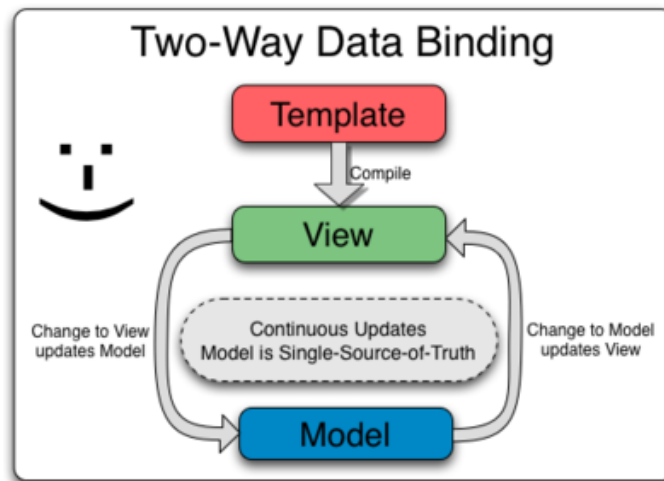 Two-Way Data Binding
Template
Compile
View
Change to View
updates Model
Continuous Updates
Model is Single-Source-of-Truth
Change to Model
updates View
Model